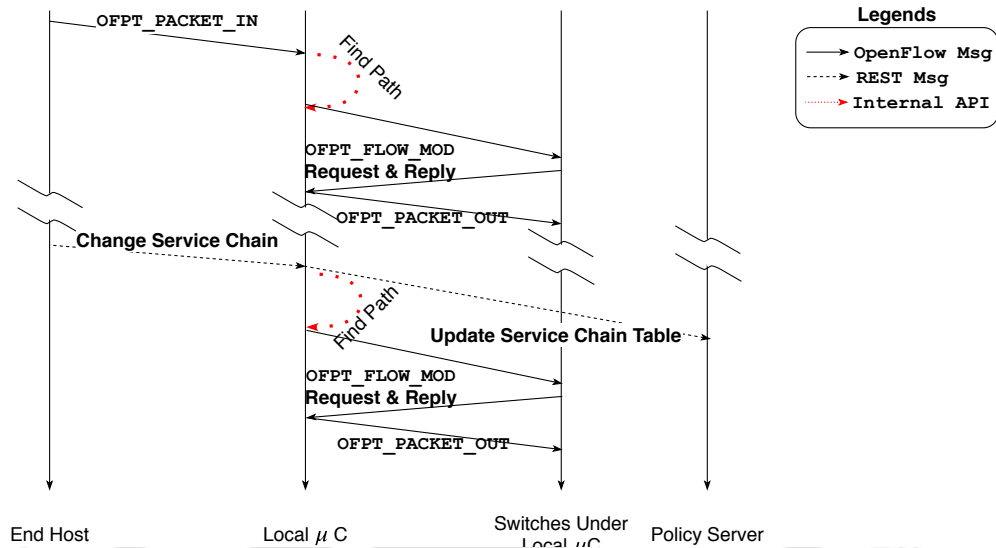 OFPT_PACKET_IN
Legends
OpenFlow Msg
REST Msg
Internal API
Find Path
OFPT_FLOW_MOD
Request & Reply
OFPT_PACKET_OUT
Change Service Chain
Find Path
Update Service Chain Table
OFPT_FLOW_MOD
Request & Reply
OFPT_PACKET_OUT
End Host
Local μ C
Switches Under
Local μC
Policy Server